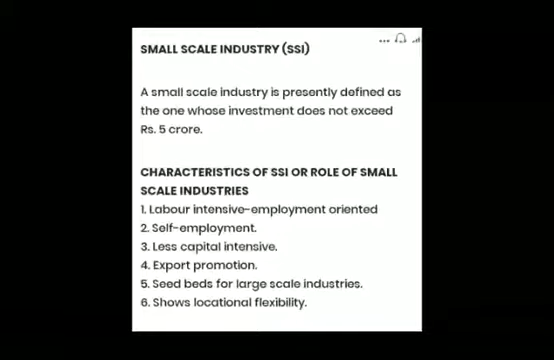 SMALL SCALE INDUSTRY (SSI)
A small scale industry is presently defined as
the one whose investment does not exceed
Rs. 5 crore.
CHARACTERISTICS OF SSI OR ROLE OF SMALL
SCALE INDUSTRIES
1. Labour intensive-employment oriented
2. Self-employment.
3. Less capital intensive.
4. Export promotion.
5. Seed beds for large scale industries.
6. Shows locational flexibility.